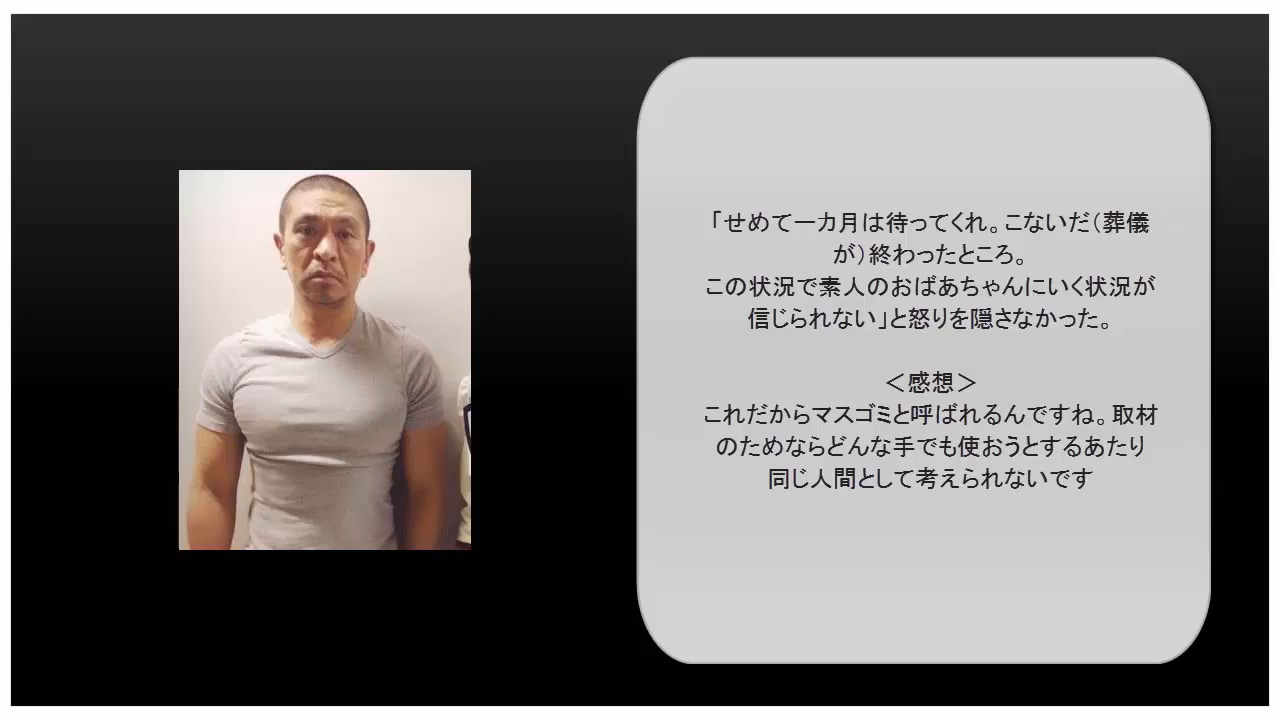 「せめて一カ月は待ってくれ。こないだ（葬儀
が）終わったところ。
この状況で素人のおばあちゃんにいく状況が
信じられない」と怒りを隠さなかった。
＜感想＞
これだからマスゴミと呼ばれるんですね。取材
のためならどんな手でも使おうとするあたり
同じ人間として考えられないです